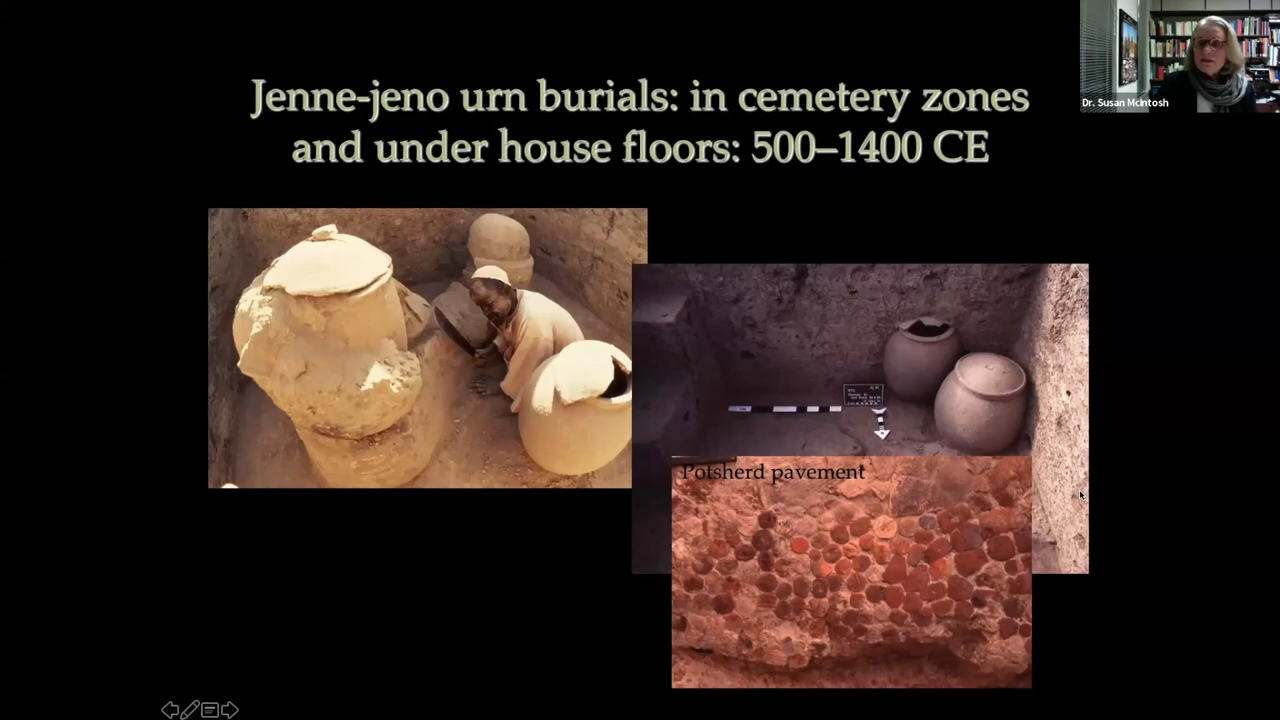 Jenne-jeno urn burials: in cemetery zones
and under house floors: 500–1400 CE
Dr. Susan McIntosh
Potsherd pavement